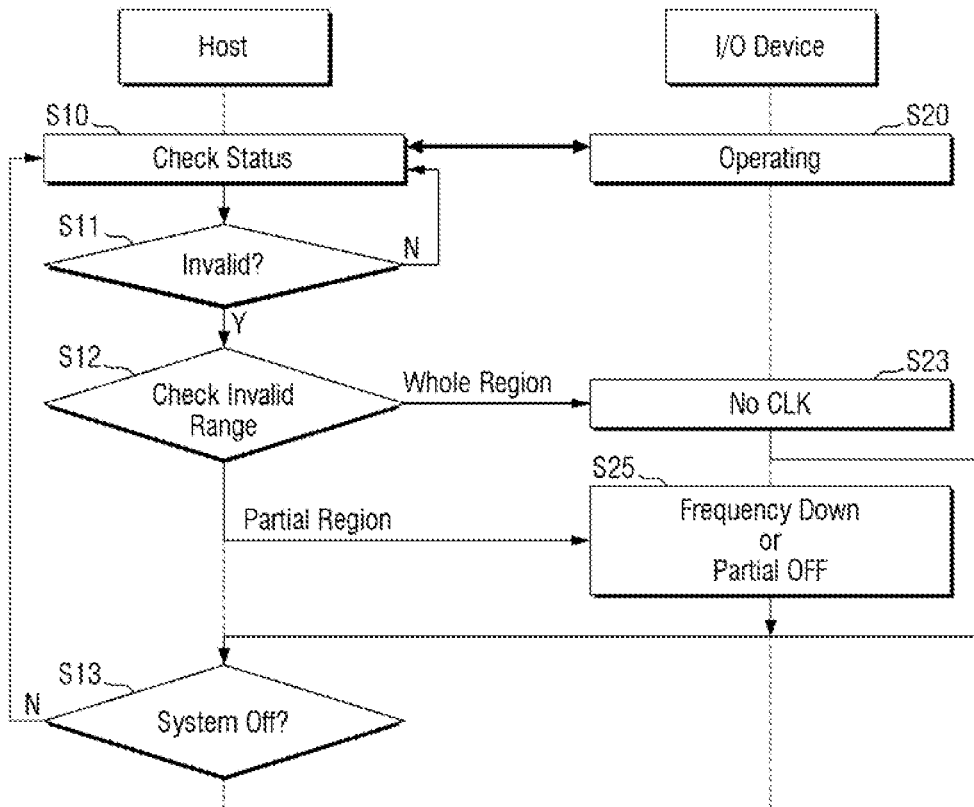 Host
I/O Device
S10
S20
Check Status
Operating
S11
Invalid?
N
Y
S12
Check Invalid
Range
Whole Region
S23
No CLK
S25
Partial Region
Frequency Down
or
Partial OFF
S13
N
System Off?